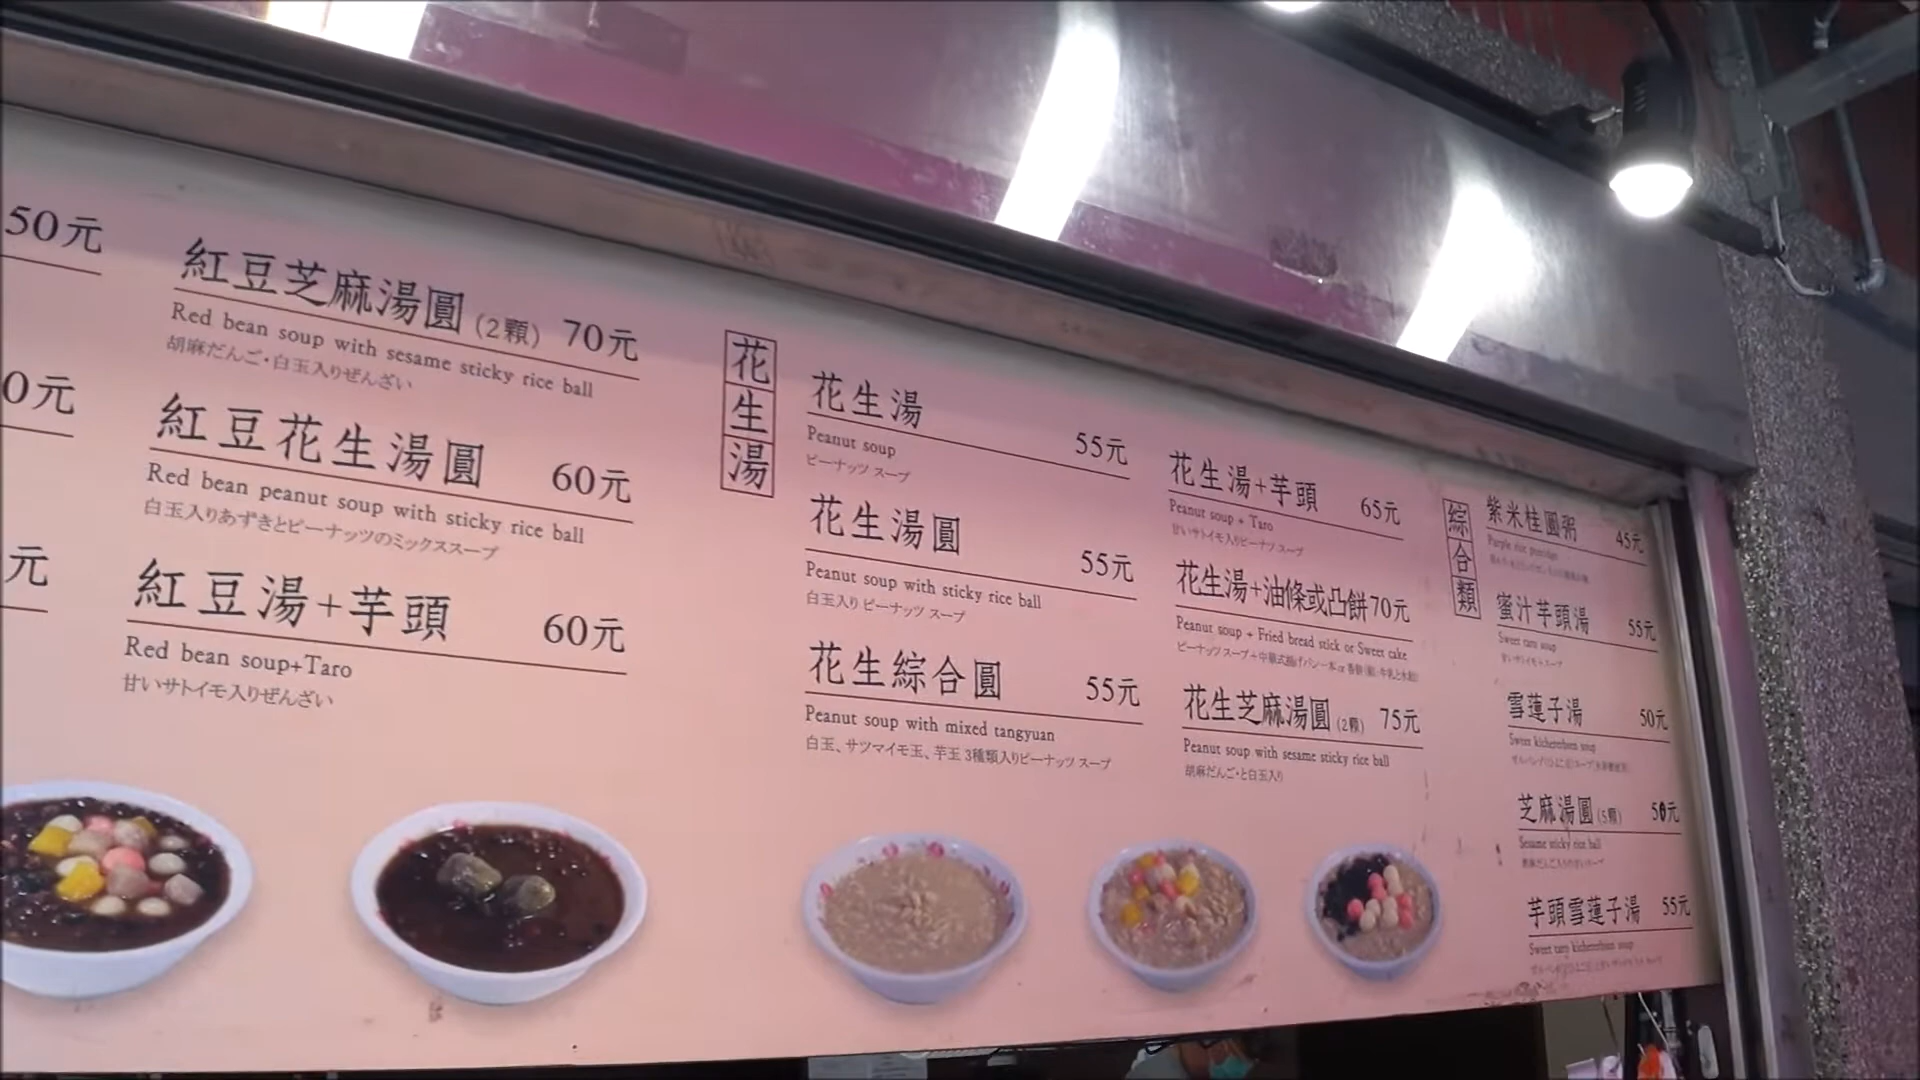 50元
0元
元
紅豆芝麻湯圓(2顆) 70元
Red bean soup with sesame sticky rice ball
胡麻だんご・白玉入りぜんざい
紅豆花生湯圓 60元
Red bean peanut soup with sticky rice ball
白玉入りあずきとピーナッツのミックススープ
紅豆湯+芋頭 60元
Red bean soup+Taro
甘いサトイモ入りぜんざい
花生湯
花生湯 55元
Peanut soup
ピーナッツ スープ
花生湯圓 55元
Peanut soup with sticky rice ball
白玉入り ピーナッツ スープ
花生綜合圓 55元
Peanut soup with mixed tangyuan
白玉、サツマイモ玉、芋玉 3種類入りピーナッツ スープ
花生湯+芋頭 65元
Peanut soup + Taro
甘いサトイモ入りピーナツ スープ
花生湯+油條或凸餅70元
Peanut soup + Fried bread stick or Sweet cake
花生芝麻湯圓(2顆) 75元
Peanut soup with sesame sticky rice ball
胡麻だんご・と白玉入り
綜合類
紫米桂圓粥 45元
Purple rice porridge
蜜汁芋頭湯 55元
Sweet taro soup
甘いサトイモスープ
雪蓮子湯 50元
Sweet kichererbsen soup
芝麻湯圓(5顆) 50元
Sesame sticky rice ball
芋頭雪蓮子湯 55元
Sweet taro kichererbsen soup